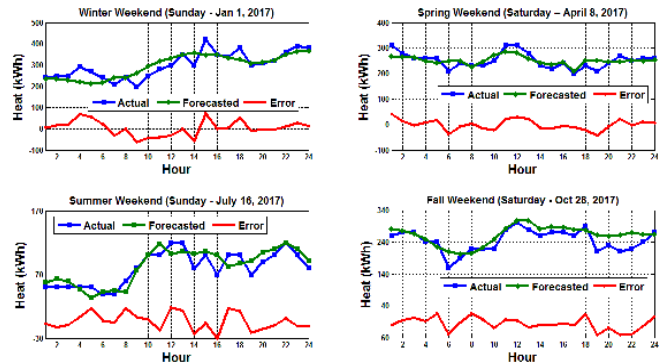 Winter Weekend (Sunday - Jan 1, 2017)
Spring Weekend (Saturday – April 8, 2017)
Heat (kWh)
500
400
300
200
100
0
-100
Actual Forecasted Error
2 4 6 8 10 12 14 16 18 20 22 24
Hour
Heat (kWh)
400
300
200
100
0
-100
Actual Forecasted Error
2 4 6 8 10 12 14 16 18 20 22 24
Hour
Summer Weekend (Sunday - July 16, 2017)
Fall Weekend (Saturday - Oct 28, 2017)
Heat (kWh)
170
70
-30
Actual Forecasted Error
2 4 6 8 10 12 14 16 18 20 22 24
Hour
Heat (kWh)
340
240
140
40
60
Actual Forecasted Error
2 4 6 8 10 12 14 16 18 20 22 24
Hour